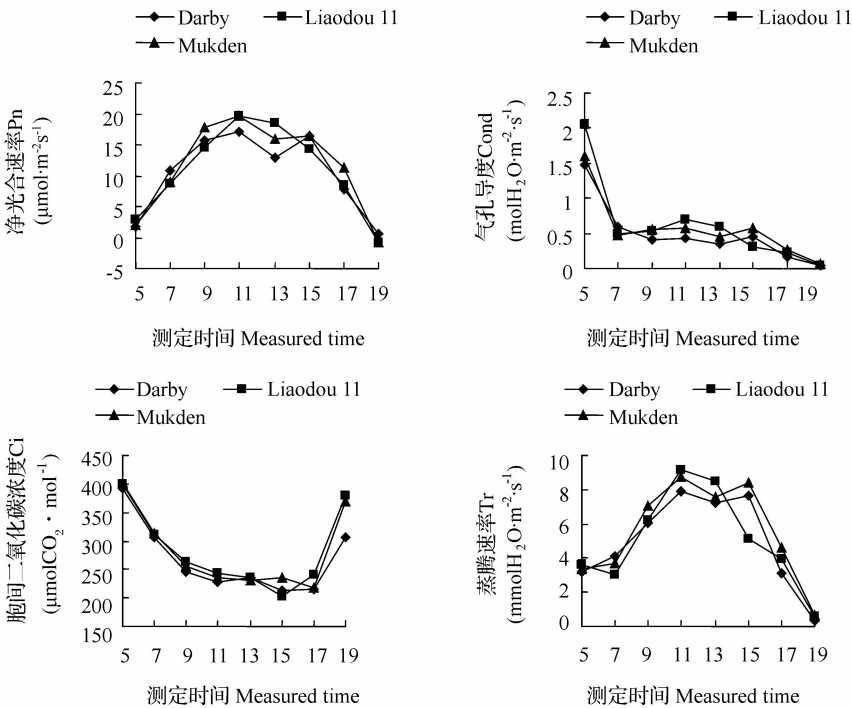 Darby Liaodou 11
Mukden
净光合速率Pn
(μmol·m-2s-1)
25
20
15
10
5
0
-5
5 7 9 11 13 15 17 19
测定时间 Measured time
Darby Liaodou 11
Mukden
气孔导度Cond
(molH2O·m-2·s-1)
2.5
2
1.5
1
0.5
0
5 7 9 11 13 15 17 19
测定时间 Measured time
Darby Liaodou 11
Mukden
胞间二氧化碳浓度Ci
(μmolCO2·mol-1)
450
400
350
300
250
200
150
5 7 9 11 13 15 17 19
测定时间 Measured time
Darby Liaodou 11
Mukden
蒸腾速率Tr
(mmolH2O·m-2·s-1)
10
8
6
4
2
0
5 7 9 11 13 15 17 19
测定时间 Measured time